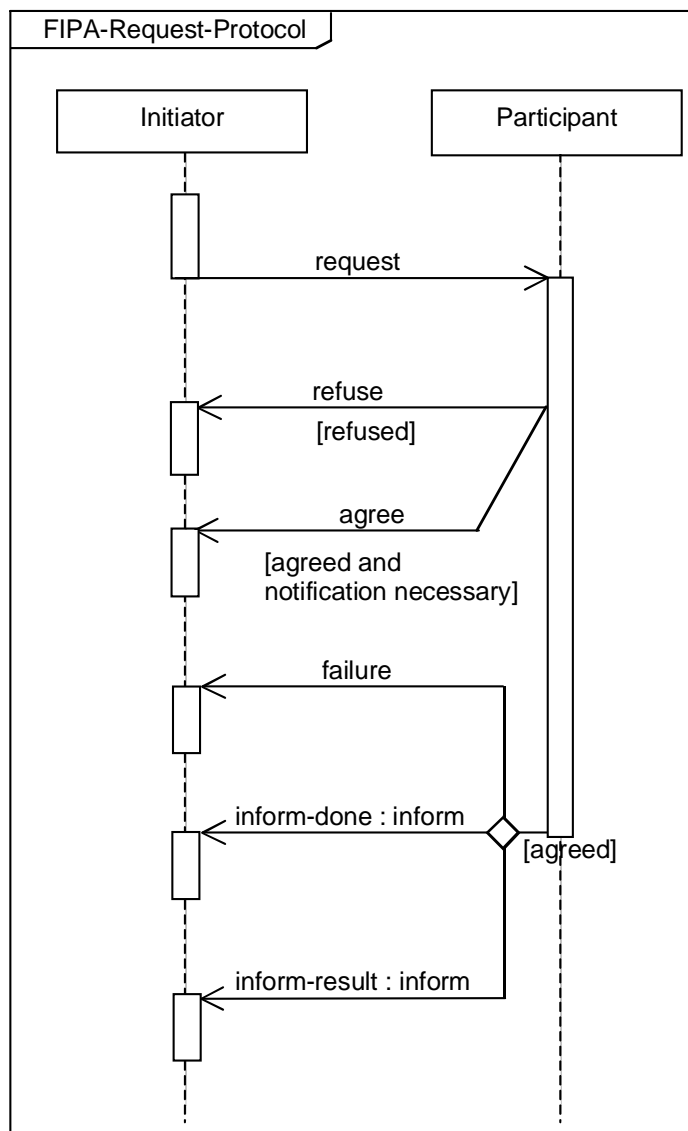 FIPA-Request-Protocol
Initiator
Participant
request
refuse
[refused]
agree
[agreed and
notification necessary]
failure
inform-done : inform
[agreed]
inform-result : inform